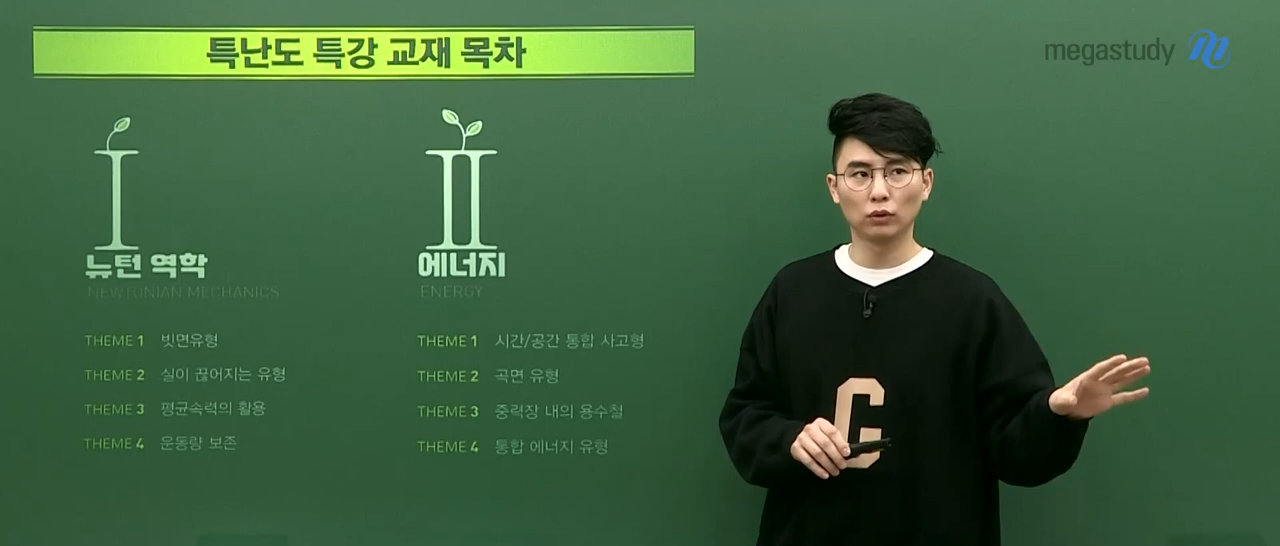 특난도 특강 교재 목차
megastudy
I
뉴턴 역학
NEWTONIAN MECHANICS
THEME 1 빗면유형
THEME 2 실이 끊어지는 유형
THEME 3 평균속력의 활용
THEME 4 운동량 보존
II
에너지
ENERGY
THEME 1 시간/공간 통합 사고형
THEME 2 곡면 유형
THEME 3 중력장 내의 용수철
THEME 4 통합 에너지 유형
C